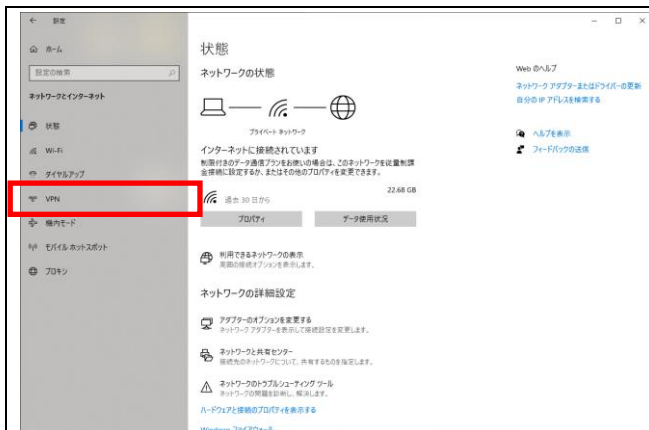 設定
ホーム
設定の検索
ネットワークとインターネット
状態
Wi-Fi
ダイヤルアップ
VPN
機内モード
モバイル ホットスポット
プロキシ
状態
ネットワークの状態
プライベート ネットワーク
インターネットに接続されています
制限付きのデータ通信プランをお使いの場合は、このネットワークを従量制課
金接続に設定するか、またはその他のプロパティを変更できます。
過去 30 日から
22.68 GB
プロパティ
データ使用状況
利用できるネットワークの表示
周囲の接続オプションを表示します。
ネットワークの詳細設定
アダプターのオプションを変更する
ネットワーク アダプターを表示して接続設定を変更します。
ネットワークと共有センター
接続先のネットワークについて、共有するものを指定します。
ネットワークのトラブルシューティング ツール
ネットワークの問題を診断し、解決します。
ハードウェアと接続のプロパティを表示する
Windows ファイアウォール
Web のヘルプ
ネットワーク アダプターまたはドライバーの更新
自分の IP アドレスを検索する
ヘルプを表示
フィードバックの送信